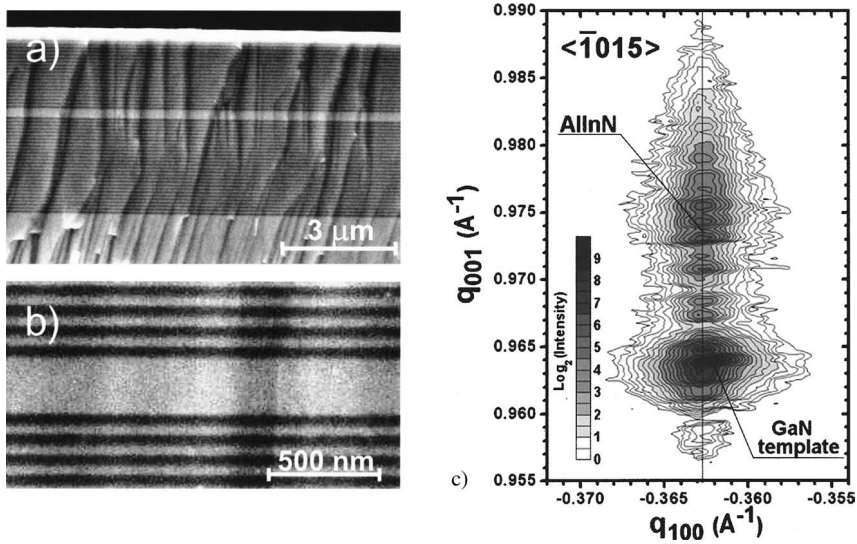 a)
3 μm
b)
500 nm
c)
<1̄015>
AlInN
GaN
template
Log₂(Intensity)
9
8
7
6
5
4
3
2
1
0
q₀₀₁ (A⁻¹)
0.990
0.985
0.980
0.975
0.970
0.965
0.960
0.955
-0.370 -0.365 -0.360 -0.355
q₁₀₀ (A⁻¹)